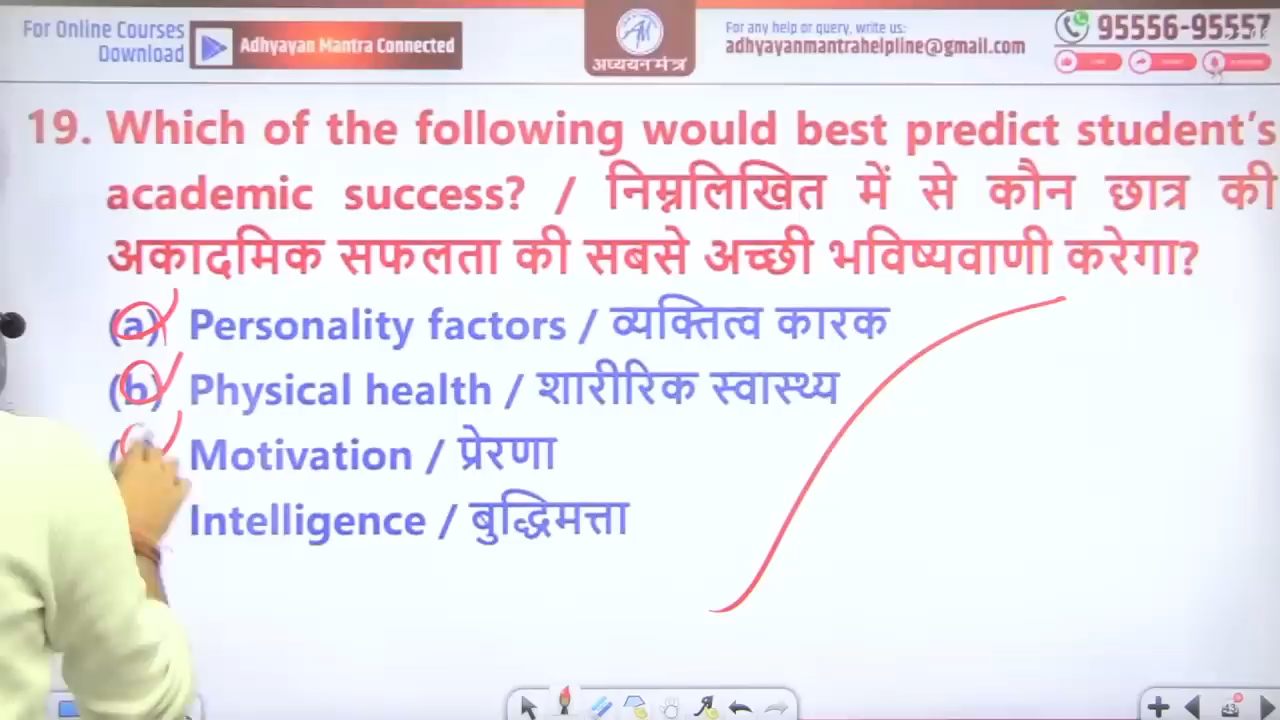 For Online Courses
Download
Adhyayan Mantra Connected
अध्ययन मंत्र
For any help or query, write us:
adhyayanmantrahelpline@gmail.com
95556-95557
19. Which of the following would best predict student's
academic success? / निम्नलिखित में से कौन छात्र की
अकादमिक सफलता की सबसे अच्छी भविष्यवाणी करेगा?
(a) Personality factors / व्यक्तित्व कारक
(b) Physical health / शारीरिक स्वास्थ्य
Motivation / प्रेरणा
Intelligence / बुद्धिमत्ता